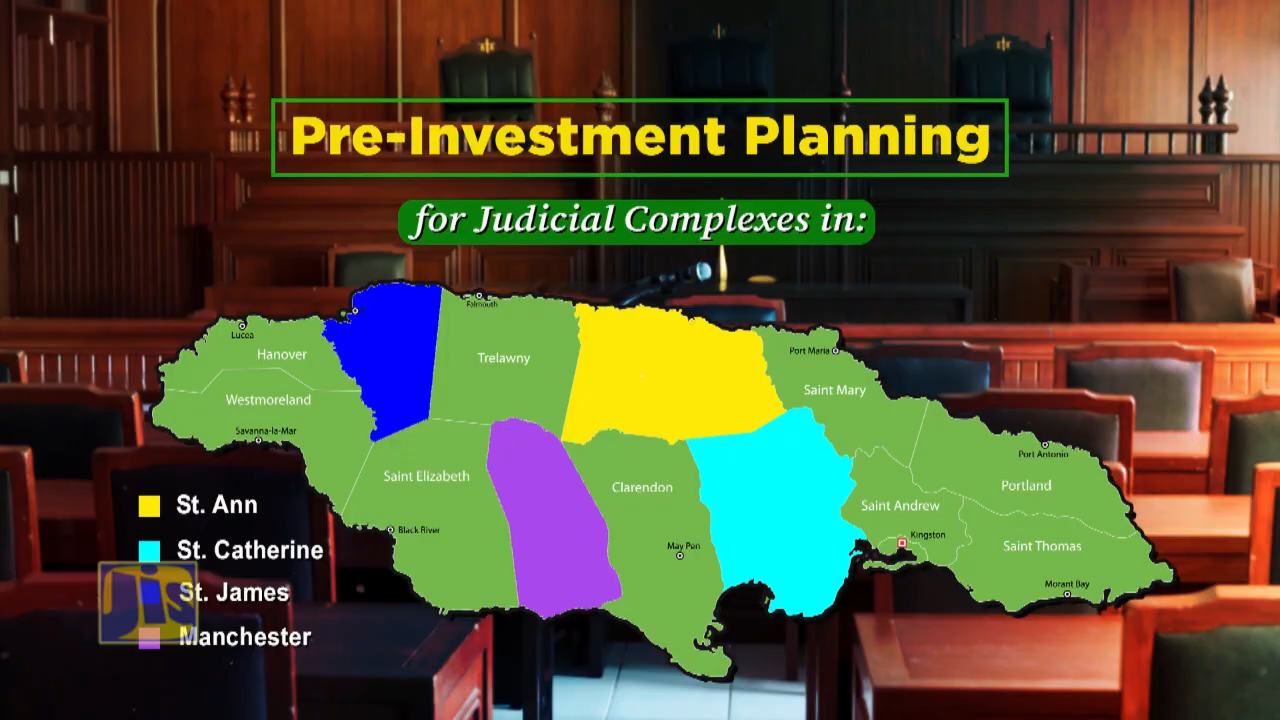 Pre-Investment Planning
for Judicial Complexes in:
Falmouth
Lucea
Hanover
Trelawny
Port Maria
Saint Mary
Westmoreland
Savanna-la-Mar
Saint Elizabeth
Clarendon
Port Antonio
Portland
Saint Andrew
Black River
Kingston
May Pen
Saint Thomas
Morant Bay
St. Ann
St. Catherine
St. James
Manchester
JIS